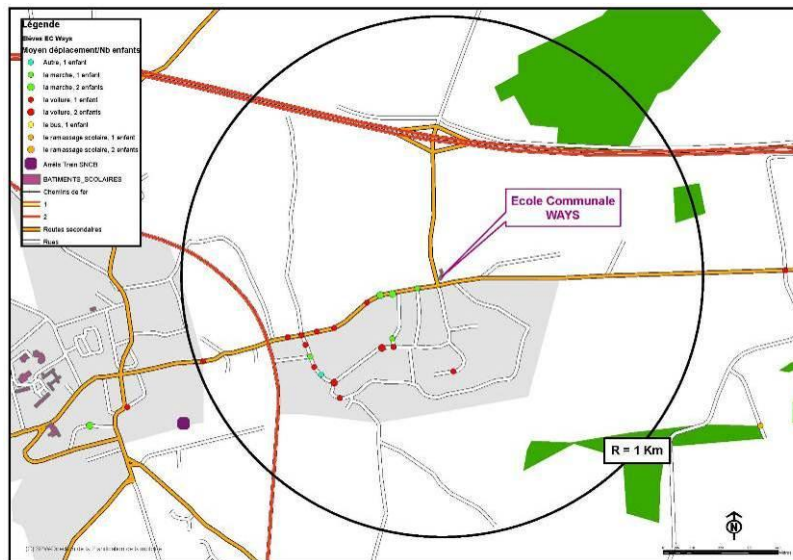 Légende
Elèves EC Ways
Moyen déplacement/Nb enfants
Autre, 1 enfant
la marche, 1 enfant
la marche, 2 enfants
la voiture, 1 enfant
la voiture, 2 enfants
le bus, 1 enfant
le ramassage scolaire, 1 enfant
le ramassage scolaire, 2 enfants
Arrêts Train SNCB
BATIMENTS_SCOLAIRES
Chemins de fer
1
2
Routes secondaires
Rues
Ecole Communale
WAYS
R = 1 Km
N